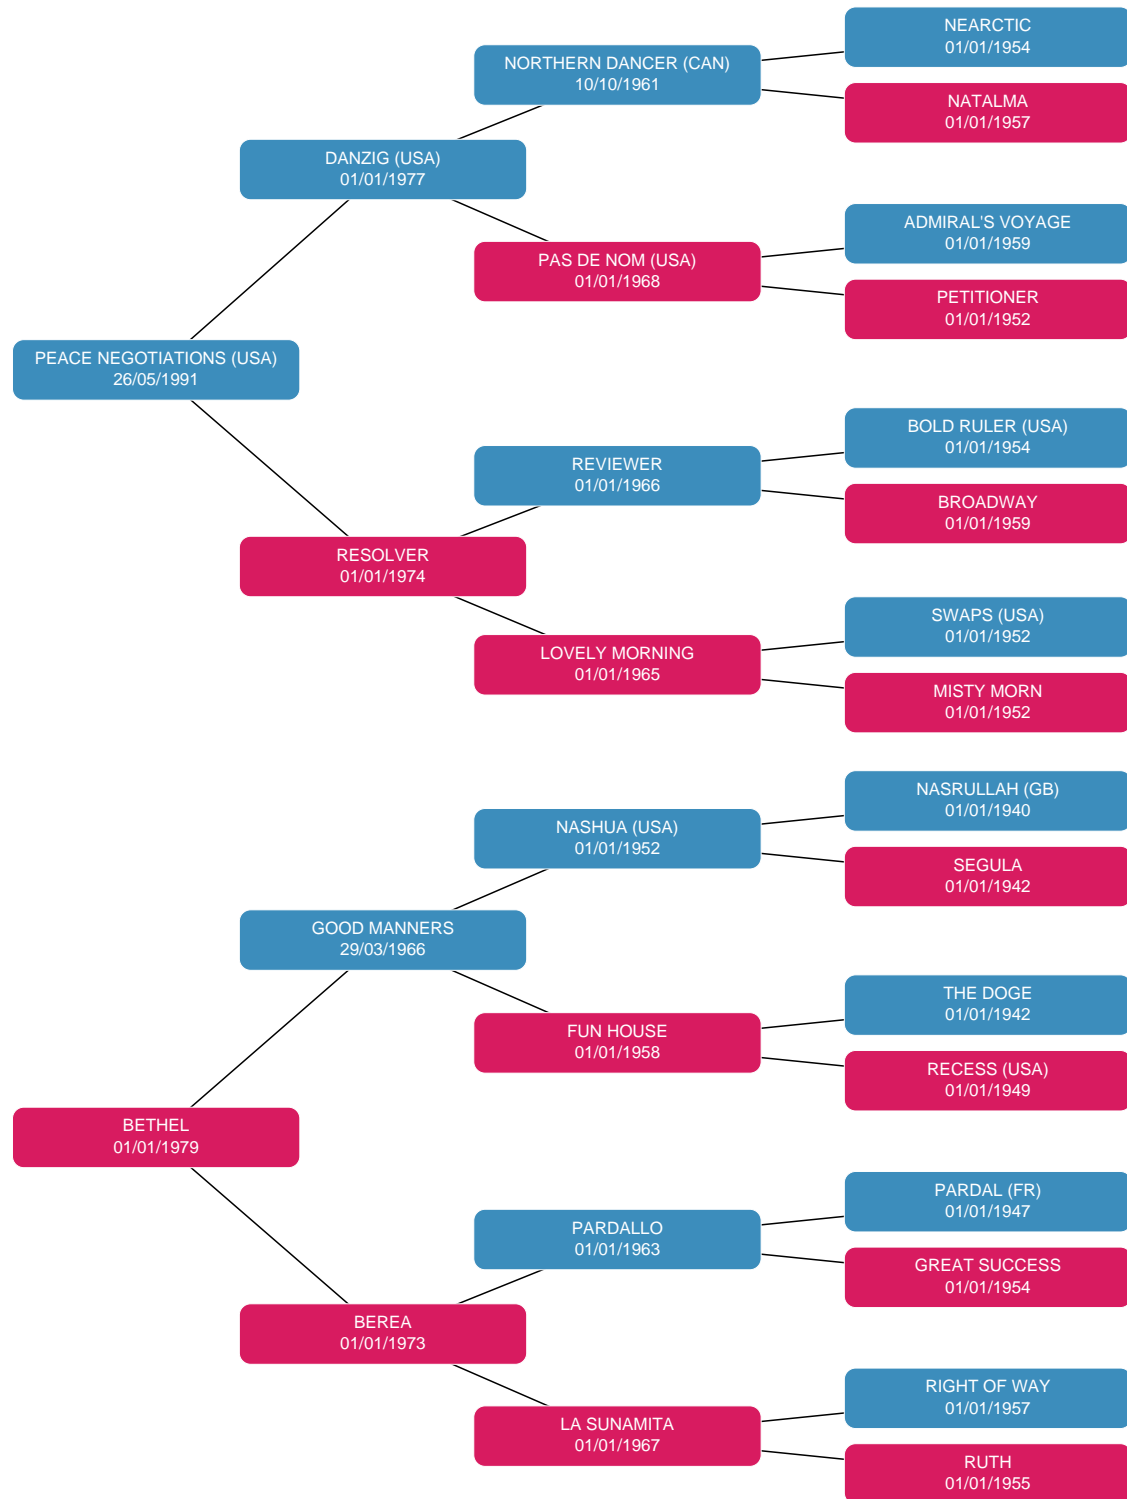 NEARCTIC
01/01/1954
NORTHERN DANCER (CAN)
10/10/1961
NATALMA
01/01/1957
DANZIG (USA)
01/01/1977
ADMIRAL'S VOYAGE
01/01/1959
PAS DE NOM (USA)
01/01/1968
PETITIONER
01/01/1952
PEACE NEGOTIATIONS (USA)
26/05/1991
BOLD RULER (USA)
01/01/1954
REVIEWER
01/01/1966
BROADWAY
01/01/1959
RESOLVER
01/01/1974
SWAPS (USA)
01/01/1952
LOVELY MORNING
01/01/1965
MISTY MORN
01/01/1952
NASRULLAH (GB)
01/01/1940
NASHUA (USA)
01/01/1952
SEGULA
01/01/1942
GOOD MANNERS
29/03/1966
THE DOGE
01/01/1942
FUN HOUSE
01/01/1958
RECESS (USA)
01/01/1949
BETHEL
01/01/1979
PARDAL (FR)
01/01/1947
PARDALLO
01/01/1963
GREAT SUCCESS
01/01/1954
BEREA
01/01/1973
RIGHT OF WAY
01/01/1957
LA SUNAMITA
01/01/1967
RUTH
01/01/1955